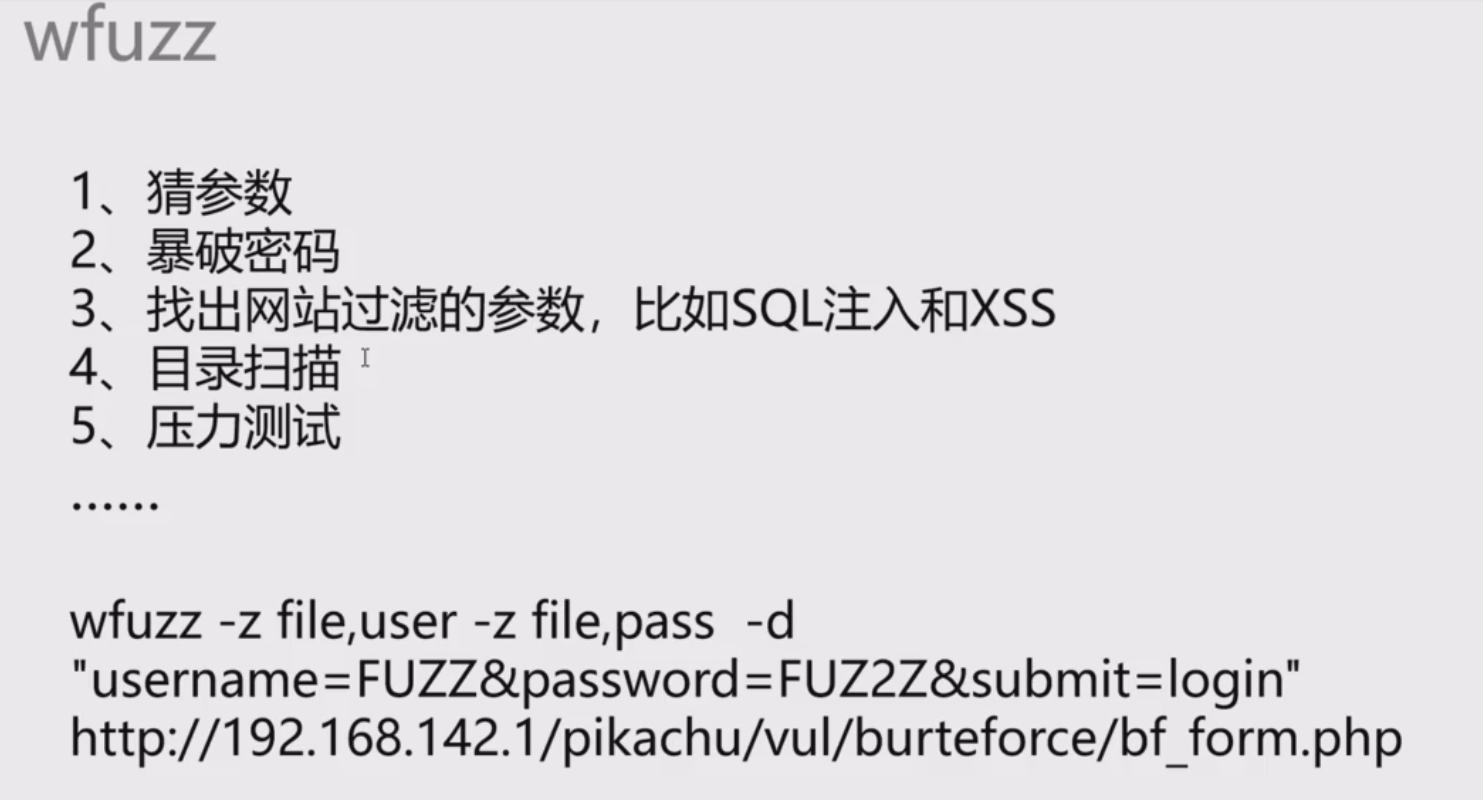 wfuzz
1、猜参数
2、暴破密码
3、找出网站过滤的参数，比如SQL注入和XSS
4、目录扫描
5、压力测试
……
wfuzz -z file,user -z file,pass  -d
"username=FUZZ&password=FUZ2Z&submit=login"
http://192.168.142.1/pikachu/vul/burteforce/bf_form.php